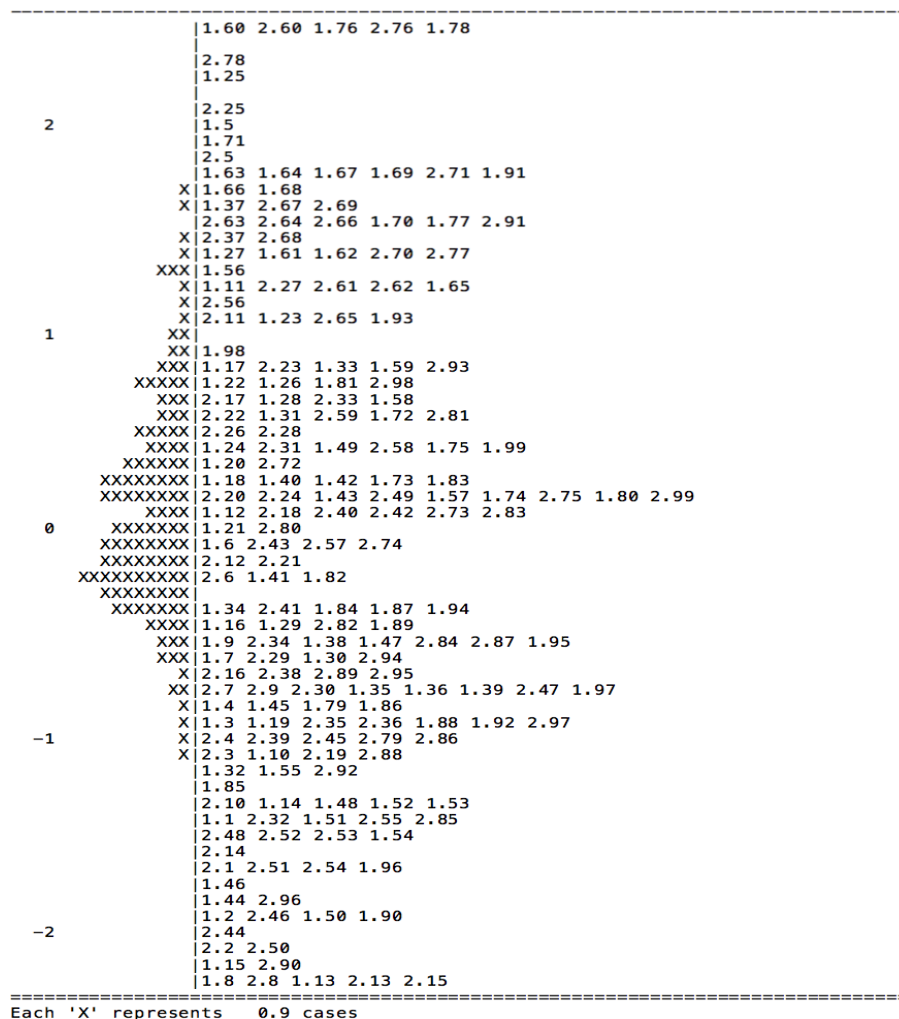 --------------------------------------------------------------------------------
|1.60 2.60 1.76 2.76 1.78
|
|2.78
|1.25
|
|2.25
2 |1.5
|1.71
|2.5
|1.63 1.64 1.67 1.69 2.71 1.91
X|1.66 1.68
X|1.37 2.67 2.69
|2.63 2.64 2.66 1.70 1.77 2.91
X|2.37 2.68
X|1.27 1.61 1.62 2.70 2.77
XXX|1.56
X|1.11 2.27 2.61 2.62 1.65
X|2.56
X|2.11 1.23 2.65 1.93
1 XX|
XX|1.98
XXX|1.17 2.23 1.33 1.59 2.93
XXXXX|1.22 1.26 1.81 2.98
XXX|2.17 1.28 2.33 1.58
XXX|2.22 1.31 2.59 1.72 2.81
XXXXX|2.26 2.28
XXXX|1.24 2.31 1.49 2.58 1.75 1.99
XXXXXX|1.20 2.72
XXXXXXXX|1.18 1.40 1.42 1.73 1.83
XXXXXXXX|2.20 2.24 1.43 2.49 1.57 1.74 2.75 1.80 2.99
XXXX|1.12 2.18 2.40 2.42 2.73 2.83
0 XXXXXXX|1.21 2.80
XXXXXXXX|1.6 2.43 2.57 2.74
XXXXXXXX|2.12 2.21
XXXXXXXXXX|2.6 1.41 1.82
XXXXXXXX|
XXXXXXX|1.34 2.41 1.84 1.87 1.94
XXXX|1.16 1.29 2.82 1.89
XXX|1.9 2.34 1.38 1.47 2.84 2.87 1.95
XXX|1.7 2.29 1.30 2.94
X|2.16 2.38 2.89 2.95
XX|2.7 2.9 2.30 1.35 1.36 1.39 2.47 1.97
X|1.4 1.45 1.79 1.86
X|1.3 1.19 2.35 2.36 1.88 1.92 2.97
-1 X|2.4 2.39 2.45 2.79 2.86
X|2.3 1.10 2.19 2.88
|1.32 1.55 2.92
|1.85
|2.10 1.14 1.48 1.52 1.53
|1.1 2.32 1.51 2.55 2.85
|2.48 2.52 2.53 1.54
|2.14
|2.1 2.51 2.54 1.96
|1.46
|1.44 2.96
|1.2 2.46 1.50 1.90
-2 |2.44
|2.2 2.50
|1.15 2.90
|1.8 2.8 1.13 2.13 2.15
================================================================================
Each 'X' represents 0.9 cases